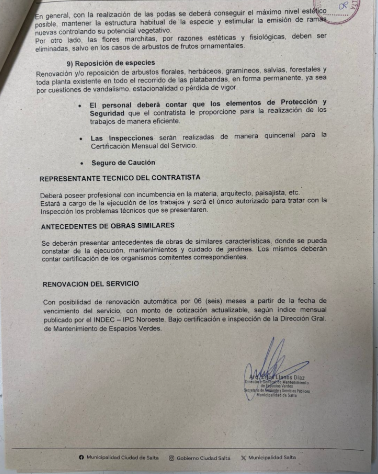 En general, con la realización de las podas se deberá conseguir el máximo nivel estético
posible, mantener la estructura habitual de la especie y estimular la emisión de ramas
nuevas controlando su potencial vegetativo.
Por otro lado, las flores marchitas, por razones estéticas y fisiológicas, deben ser
eliminadas, salvo en los casos de arbustos de frutos ornamentales.
9) Reposición de especies
Renovación y/o reposición de arbustos florales, herbáceos, gramíneos, salvias, forestales y
toda planta existente en todo el recorrido de las platabandas, en forma permanente, ya sea
por cuestiones de vandalismo, estacionalidad o pérdida de vigor.
• El personal deberá contar que los elementos de Protección y
Seguridad que el contratista le proporcione para la realización de los
trabajos de manera eficiente.
• Las Inspecciones serán realizadas de manera quincenal para la
Certificación Mensual del Servicio.
• Seguro de Caución
REPRESENTANTE TECNICO DEL CONTRATISTA
Deberá poseer profesional con incumbencia en la materia, arquitecto, paisajista, etc.
Estará a cargo de la ejecución de los trabajos y será el único autorizado para tratar con la
Inspección los problemas técnicos que se presentaren.
ANTECEDENTES DE OBRAS SIMILARES
Se deberán presentar antecedentes de obras de similares características, donde se pueda
constatar de la ejecución, mantenimientos y cuidado de jardines. Los mismos deberán
contar certificación de los organismos comitentes correspondientes.
RENOVACION DEL SERVICIO
Con posibilidad de renovación automática por 06 (seis) meses a partir de la fecha de
vencimiento del servicio, con monto de cotización actualizable, según índice mensual
publicado por el INDEC – IPC Noroeste. Bajo certificación e inspección de la Dirección Gral.
de Mantenimiento de Espacios Verdes.
Díaz
de Espacios Verdes
Municipalidad de Salta
Municipalidad Ciudad de Salta Gobierno Ciudad Salta Municipalidad Salta